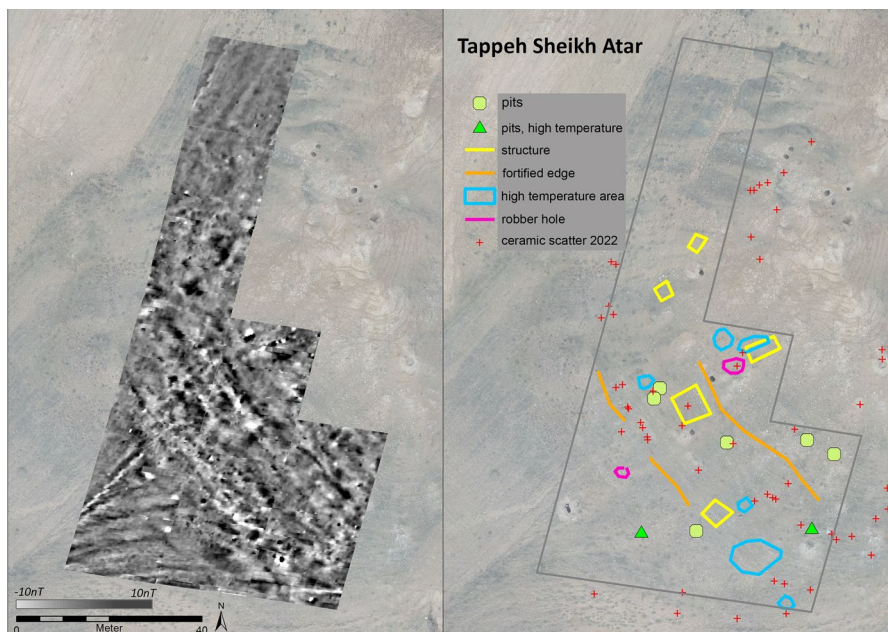 Tappeh Sheikh Atar
pits
pits, high temperature
structure
fortified edge
high temperature area
robber hole
ceramic scatter 2022
-10nT 10nT
N
0 Meter 40